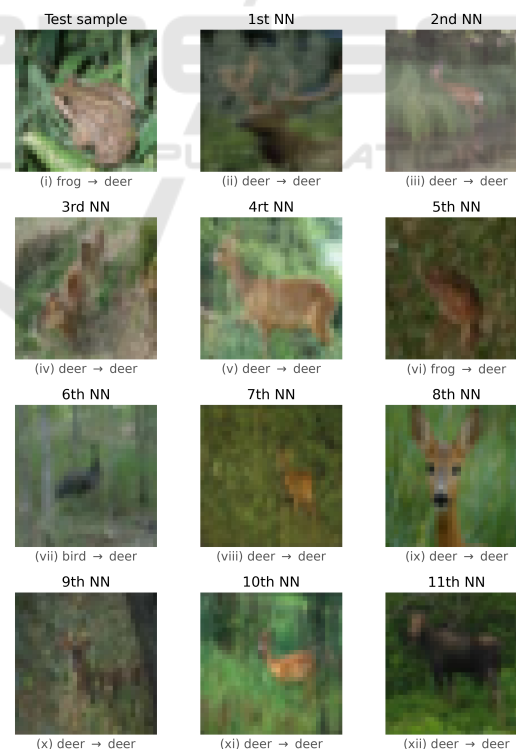 Test sample 1st NN 2nd NN
(i) frog → deer (ii) deer → deer (iii) deer → deer
3rd NN 4rt NN 5th NN
(iv) deer → deer (v) deer → deer (vi) frog → deer
6th NN 7th NN 8th NN
(vii) bird → deer (viii) deer → deer (ix) deer → deer
9th NN 10th NN 11th NN
(x) deer → deer (xi) deer → deer (xii) deer → deer